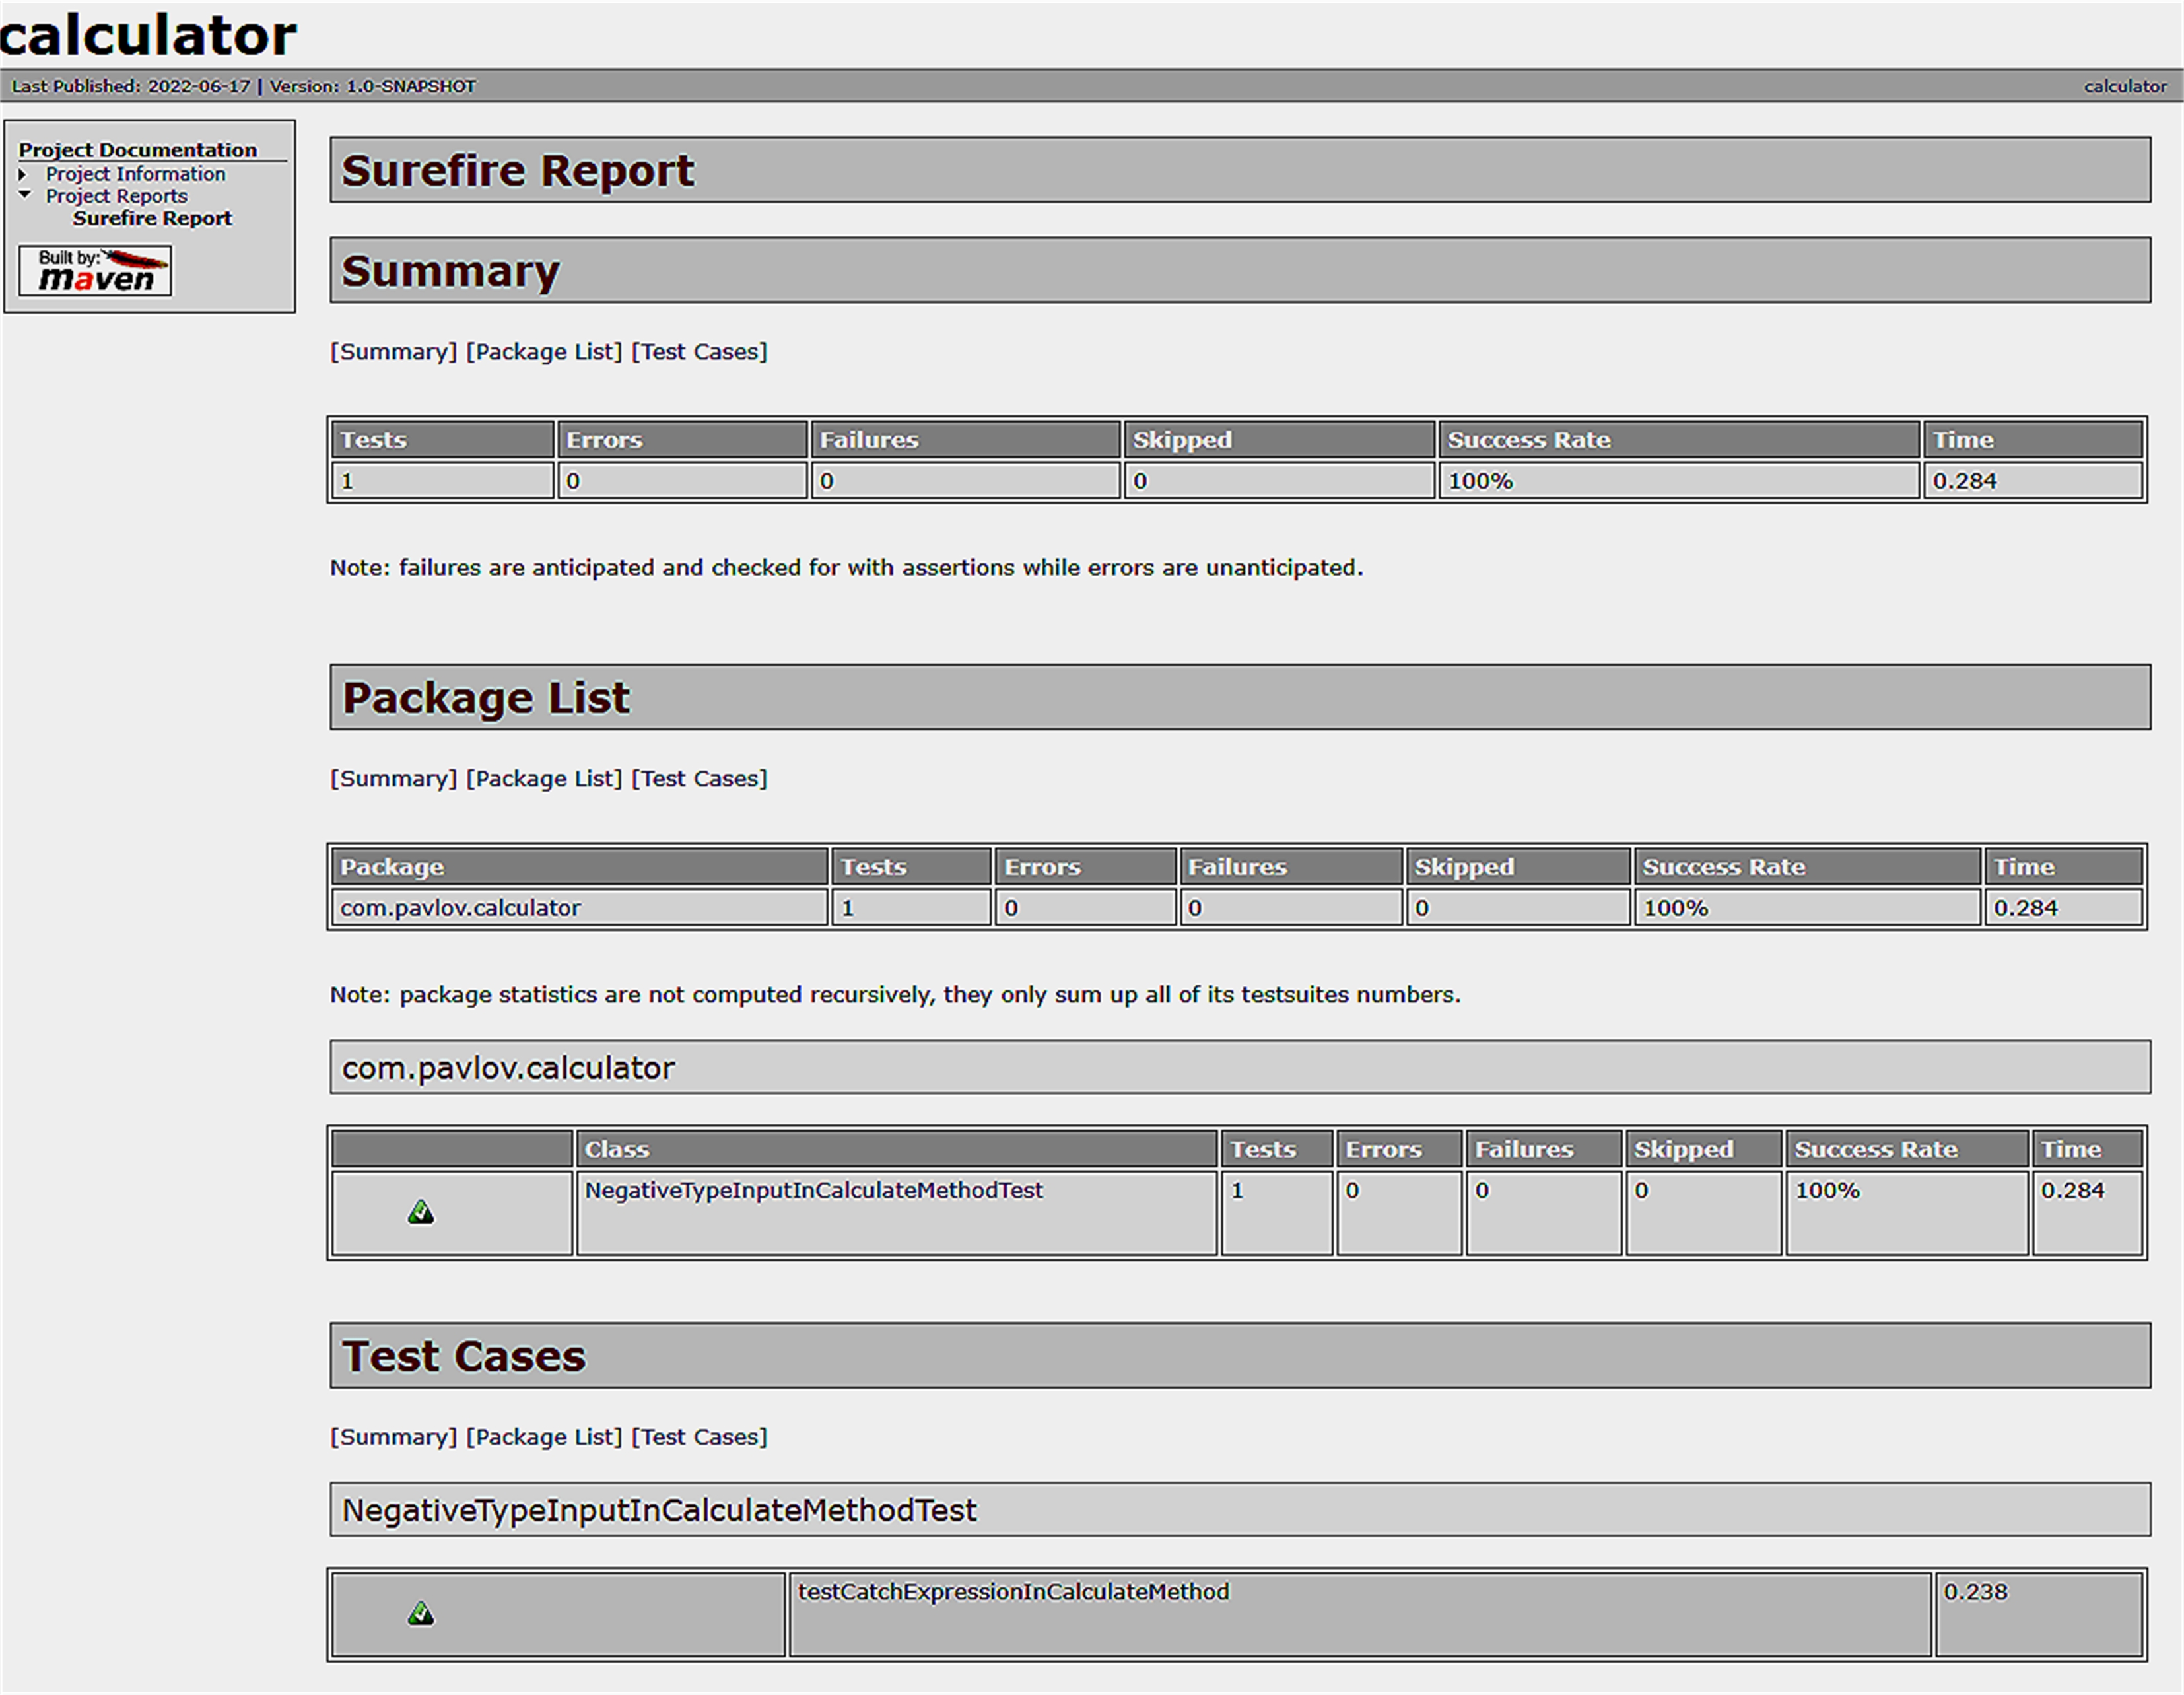 calculator
Last Published: 2022-06-17 | Version: 1.0-SNAPSHOT calculator
Project Documentation
Project Information
Project Reports
Surefire Report
Built by:
maven
Surefire Report
Summary
[Summary] [Package List] [Test Cases]
Tests Errors Failures Skipped Success Rate Time
1 0 0 0 100% 0.284
Note: failures are anticipated and checked for with assertions while errors are unanticipated.
Package List
[Summary] [Package List] [Test Cases]
Package Tests Errors Failures Skipped Success Rate Time
com.pavlov.calculator 1 0 0 0 100% 0.284
Note: package statistics are not computed recursively, they only sum up all of its testsuites numbers.
com.pavlov.calculator
Class Tests Errors Failures Skipped Success Rate Time
NegativeTypeInputInCalculateMethodTest 1 0 0 0 100% 0.284
Test Cases
[Summary] [Package List] [Test Cases]
NegativeTypeInputInCalculateMethodTest
testCatchExpressionInCalculateMethod 0.238